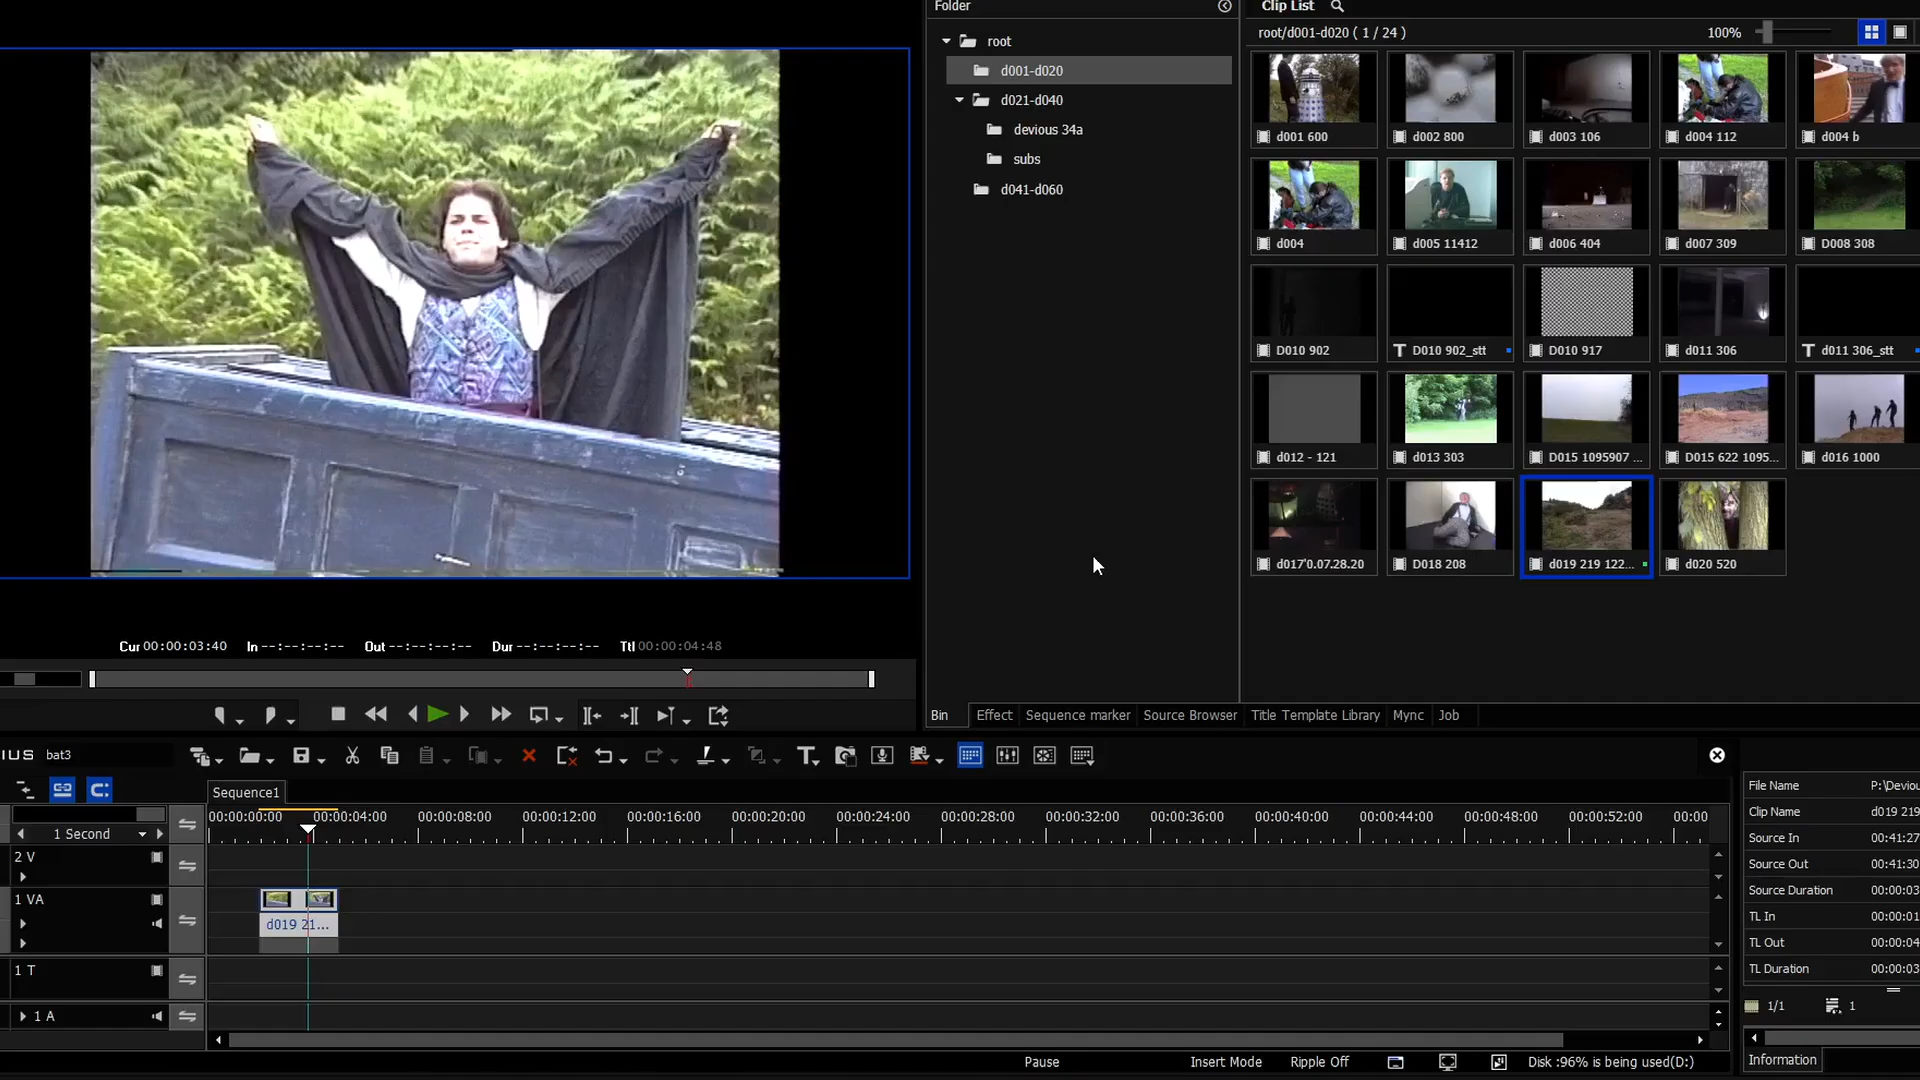 Folder
Clip List
root
root/d001-d020 ( 1 / 24 )
100%
d001-d020
d021-d040
devious 34a
subs
d041-d060
d001 600
d002 800
d003 106
d004 112
d004 b
d004
d005 11412
d006 404
d007 309
D008 308
D010 902
D010 902_stt
D010 917
d011 306
d011 306_stt
d012 - 121
d013 303
D015 1095907 ...
D015 622 1095...
d016 1000
d017'0.07.28.20
D018 208
d019 219 122...
d020 520
Cur 00:00:03:40 In --:--:--:-- Out --:--:--:-- Dur --:--:--:-- Ttl 00:00:04:48
Bin
Effect
Sequence marker
Source Browser
Title Template Library
Mync
Job
IUS bat3
Sequence1
File Name P:\Deviou
Clip Name d019 219
Source In 00:41:27
Source Out 00:41:30
Source Duration 00:00:03
TL In 00:00:01
TL Out 00:00:04
TL Duration 00:00:03
1/1
1
Information
1 Second
00:00:00:00 00:00:04:00 00:00:08:00 00:00:12:00 00:00:16:00 00:00:20:00 00:00:24:00 00:00:28:00 00:00:32:00 00:00:36:00 00:00:40:00 00:00:44:00 00:00:48:00 00:00:52:00 00:00
2 V
1 VA
d019 21...
1 T
1 A
Pause
Insert Mode
Ripple Off
Disk :96% is being used(D:)